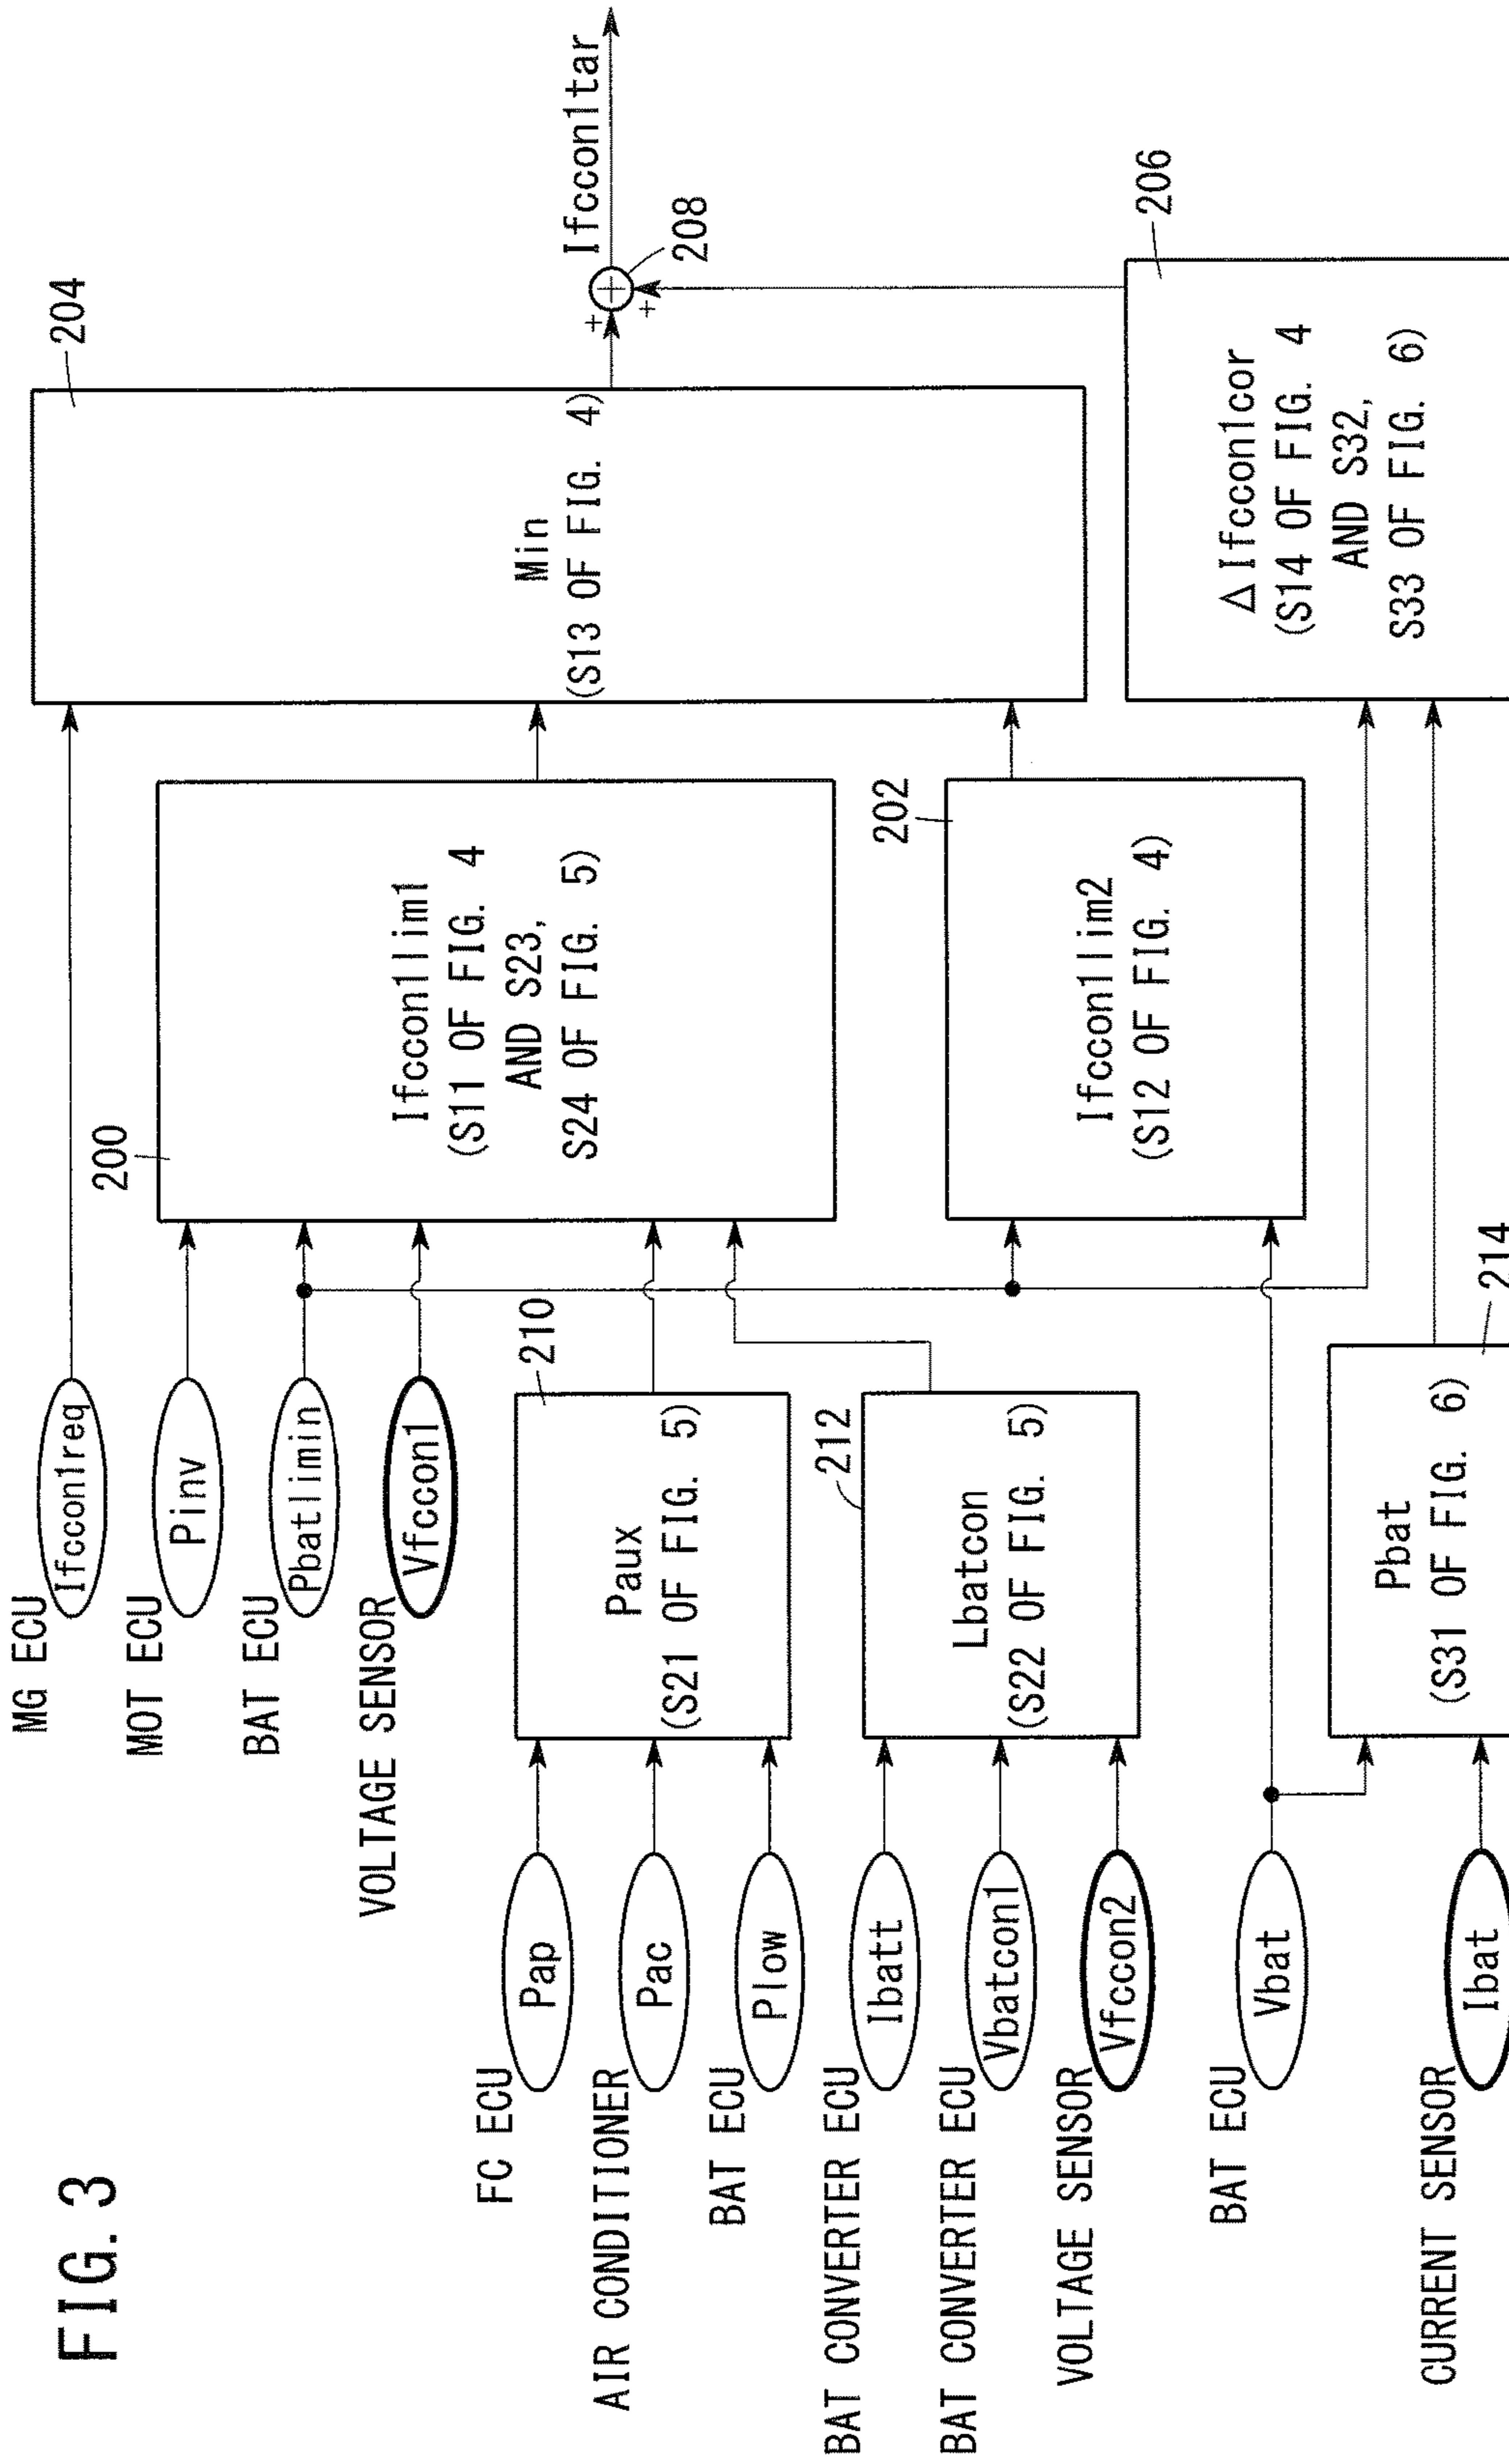 FIG. 3
MG ECU
Ifccon1req
MOT ECU
Pinv
BAT ECU
Pbatlimin
VOLTAGE SENSOR
Vfccon1
FC ECU
Pap
AIR CONDITIONER
Pac
BAT ECU
Plow
BAT CONVERTER ECU
Ibatt
BAT CONVERTER ECU
Vbatcon1
VOLTAGE SENSOR
Vfccon2
BAT ECU
Vbat
CURRENT SENSOR
Ibat
210
Paux
(S21 OF FIG. 5)
212
Lbatcon
(S22 OF FIG. 5)
214
Pbat
(S31 OF FIG. 6)
200
Ifccon1lim1
(S11 OF FIG. 4
AND S23,
S24 OF FIG. 5)
202
Ifccon1lim2
(S12 OF FIG. 4)
204
Min
(S13 OF FIG. 4)
206
Δ Ifccon1cor
(S14 OF FIG. 4
AND S32,
S33 OF FIG. 6)
+
+
+
208
Ifccon1tar